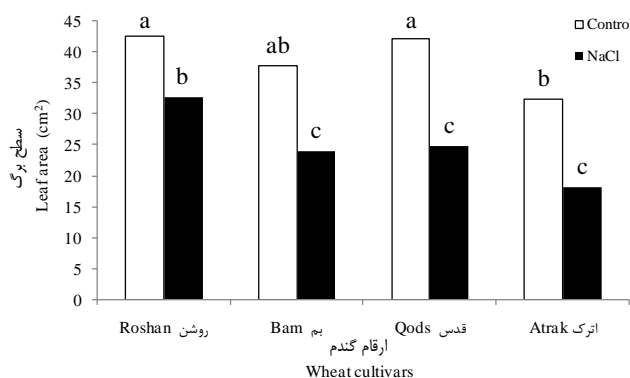 45
40
35
30
25
20
15
10
5
0
سطح برگ
Leaf area (cm²)
a
b
ab
c
a
c
b
c
Contro
NaCl
Roshan روشن
Bam بم
Qods قدس
Atrak اترک
ارقام گندم
Wheat cultivars